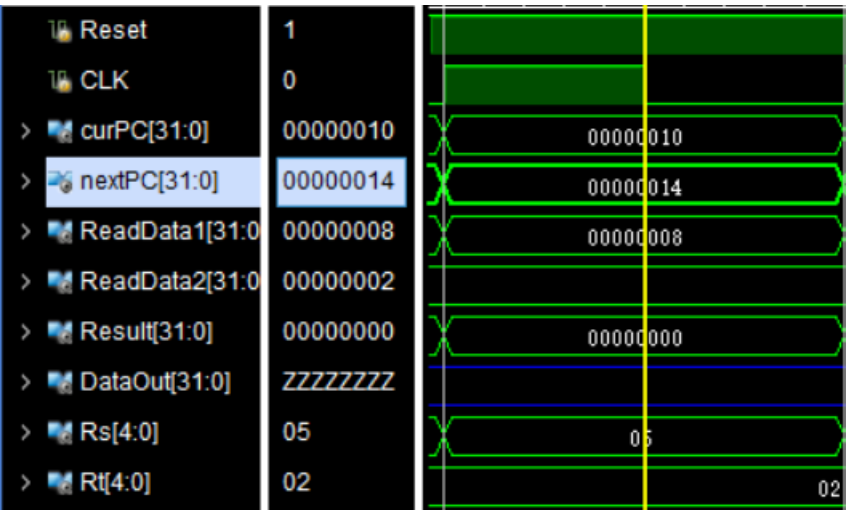 Reset 1
CLK 0
curPC[31:0] 00000010 00000010
nextPC[31:0] 00000014 00000014
ReadData1[31:0 00000008 00000008
ReadData2[31:0 00000002
Result[31:0] 00000000 00000000
DataOut[31:0] ZZZZZZZZ
Rs[4:0] 05 05
Rt[4:0] 02 02